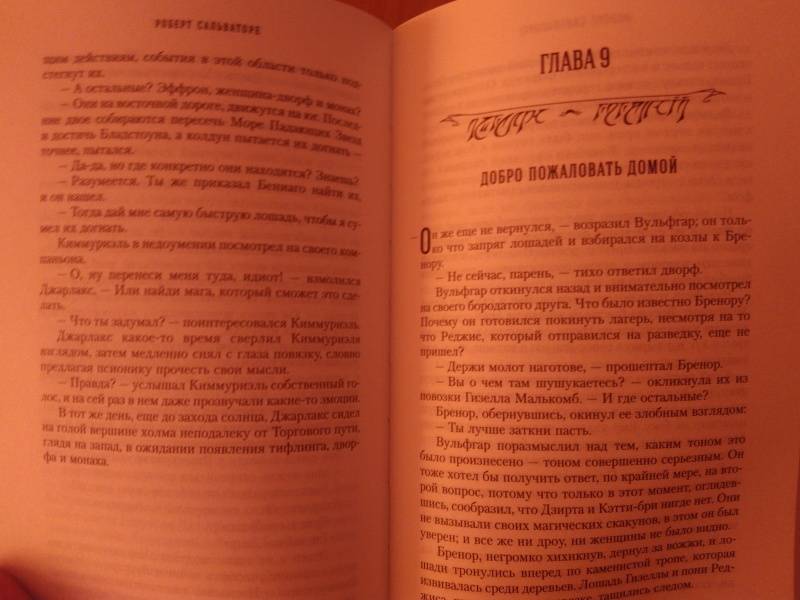 РОБЕРТ САЛЬВАТОРЕ
щим действиям, события в этой области только под-
стегнут их.
— А остальные? Эффрон, женщина-дворф и монах?
— Они на восточной дороге, движутся на юг. Послед-
ние двое собираются пересечь Море Падающих Звезд
и достичь Бладстоуна, а колдун пытается их догнать —
точнее, пытался.
— Да-да, но где конкретно они находятся? Знаешь?
— Разумеется. Ты же приказал Бениаго найти их,
и он нашел.
— Тогда дай мне самую быструю лошадь, чтобы я су-
мел их догнать.
Киммуриэль в недоумении посмотрел на своего ком-
паньона.
— О, ну перенеси меня туда, идиот! — взмолился
Джарлакс. — Или найди мага, который сможет это сде-
лать.
— Что ты задумал? — поинтересовался Киммуриэль.
Джарлакс какое-то время сверлил Киммуриэля
взглядом, затем медленно снял с глаза повязку, словно
предлагая псионику прочесть свои мысли.
— Правда? — услышал Киммуриэль собственный го-
лос, и на сей раз в нем даже прозвучали какие-то эмоции.
В тот же день, еще до захода солнца, Джарлакс сидел
на голой вершине холма неподалеку от Торгового пути,
глядя на запад, в ожидании появления тифлинга, двор-
фа и монаха.
ГЛАВА 9
ДОБРО ПОЖАЛОВАТЬ ДОМОЙ
— Он же еще не вернулся, — возразил Вульфгар; он толь-
ко что запряг лошадей и взбирался на козлы к Бре-
нору.
— Не сейчас, парень, — тихо ответил дворф.
Вульфгар откинулся назад и внимательно посмотрел
на своего бородатого друга. Что было известно Бренору?
Почему он готовился покинуть лагерь, несмотря на то
что Реджис, который отправился на разведку, еще не
пришел?
— Держи молот наготове, — прошептал Бренор.
— Вы о чем там шушукаетесь? — окликнула их из
повозки Гизелла Малькомб. — И где остальные?
Бренор, обернувшись, окинул ее злобным взглядом:
— Ты лучше заткни пасть.
Вульфгар поразмыслил над тем, каким тоном это
было произнесено — тоном совершенно серьезным. Он
тоже хотел бы получить ответ, по крайней мере, на вто-
рой вопрос, потому что только в этот момент, оглядев-
шись, сообразил, что Дзирта и Кэтти-бри нигде нет. Они
не вызывали своих магических скакунов, в этом он был
уверен; и все же ни дроу, ни женщины не было видно.
Бренор, негромко хихикнув, дернул за вожжи, и ло-
шади тронулись вперед по каменистой тропе, которая
извивалась среди деревьев. Лошадь Гизеллы и пони Ред-
жиса, тащились следом.